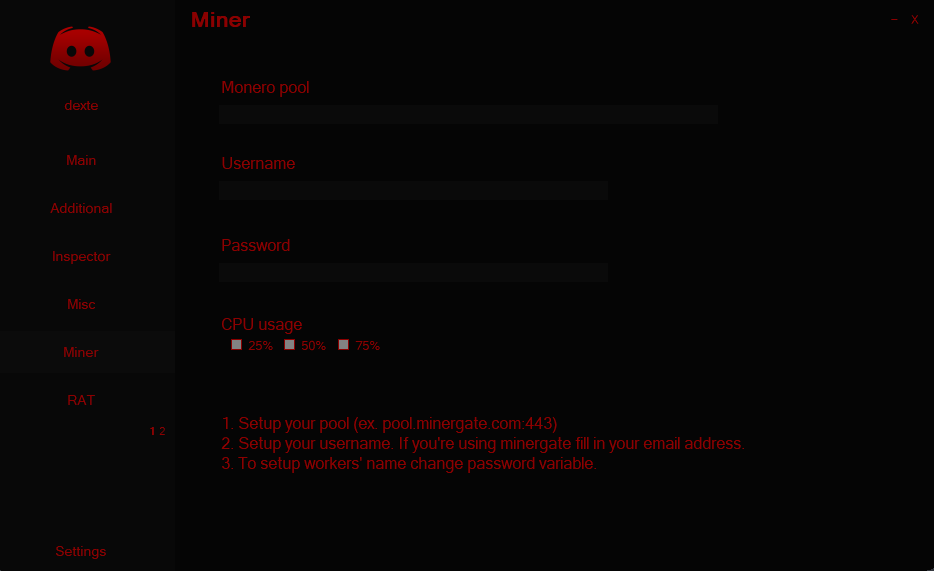 Miner
– X
dexte
Main
Additional
Inspector
Misc
Miner
RAT
1 2
Settings
Monero pool
Username
Password
CPU usage
25% 50% 75%
1. Setup your pool (ex. pool.minergate.com:443)
2. Setup your username. If you're using minergate fill in your email address.
3. To setup workers' name change password variable.